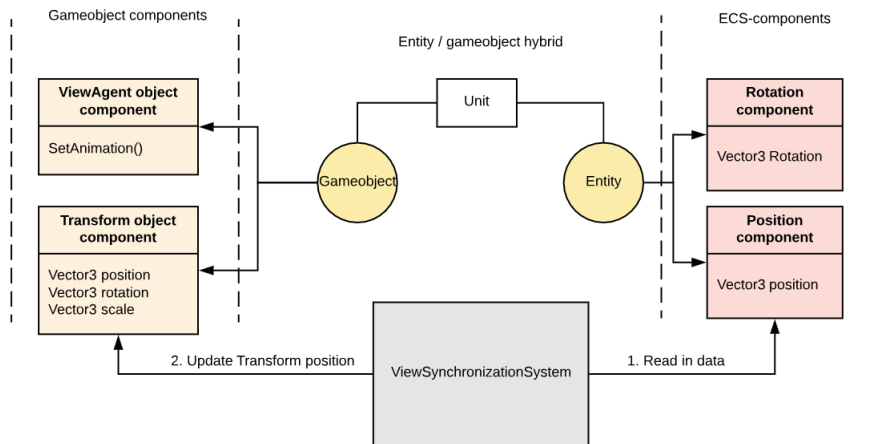 Gameobject components
ECS-components
Entity / gameobject hybrid
ViewAgent object
component
SetAnimation()
Unit
Rotation
component
Vector3 Rotation
Gameobject
Entity
Transform object
component
Vector3 position
Vector3 rotation
Vector3 scale
Position
component
Vector3 position
2. Update Transform position
ViewSynchronizationSystem
1. Read in data